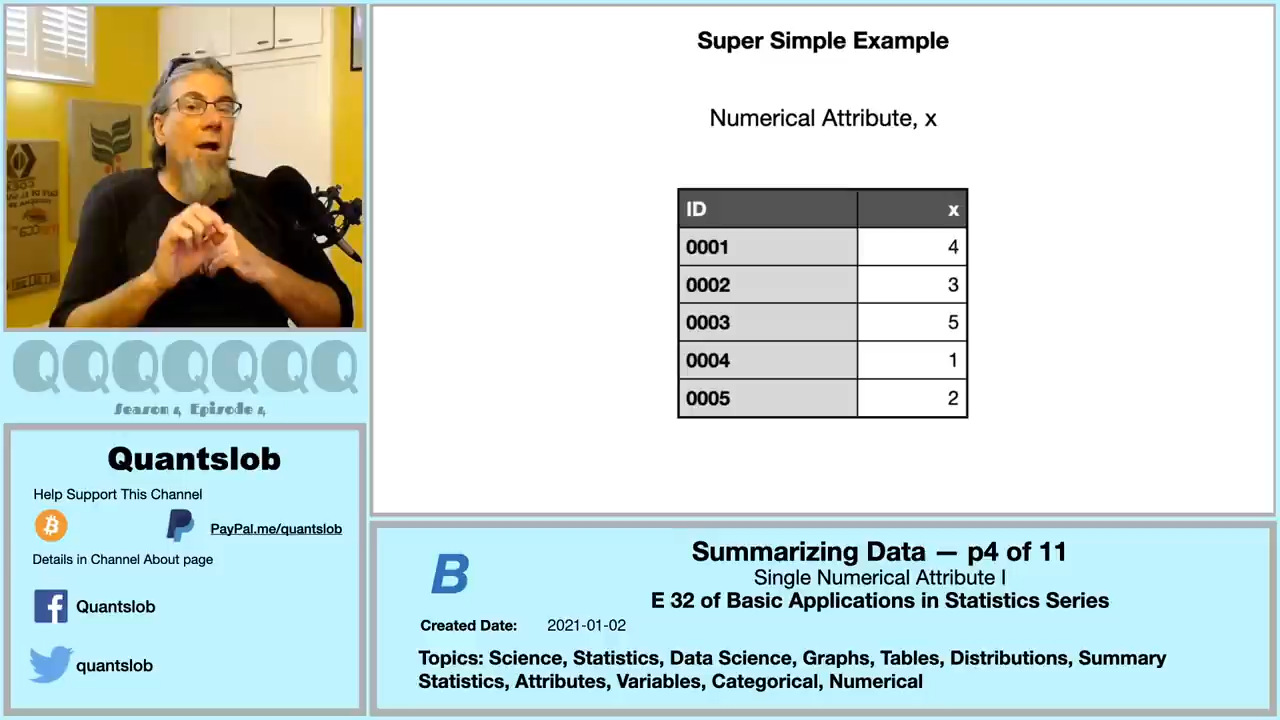 Super Simple Example
Numerical Attribute, x
ID x
0001 4
0002 3
0003 5
0004 1
0005 2
QQQQQQQ
Season 4 Episode 4
Quantslob
Help Support This Channel
PayPal.me/quantslob
Details in Channel About page
Quantslob
quantslob
B
Summarizing Data — p4 of 11
Single Numerical Attribute I
E 32 of Basic Applications in Statistics Series
Created Date: 2021-01-02
Topics: Science, Statistics, Data Science, Graphs, Tables, Distributions, Summary
Statistics, Attributes, Variables, Categorical, Numerical